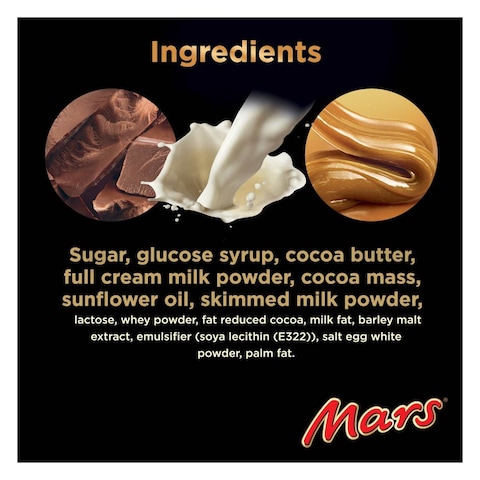 Ingredients
Sugar, glucose syrup, cocoa butter,
full cream milk powder, cocoa mass,
sunflower oil, skimmed milk powder,
lactose, whey powder, fat reduced cocoa, milk fat, barley malt
extract, emulsifier (soya lecithin (E322)), salt egg white
powder, palm fat.
Mars®